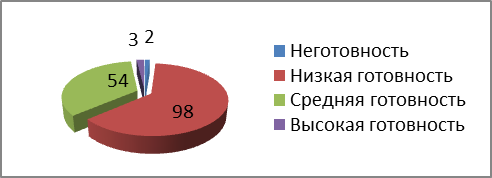 3 2
54
98
Неготовность
Низкая готовность
Средняя готовность
Высокая готовность